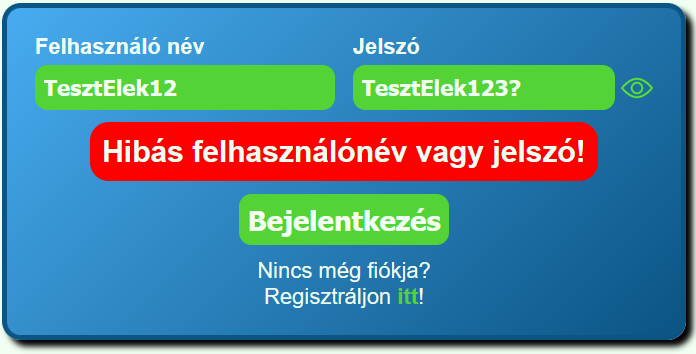 Felhasználó név
Jelszó
TesztElek12
TesztElek123?
Hibás felhasználónév vagy jelszó!
Bejelentkezés
Nincs még fiókja?
Regisztráljon itt!